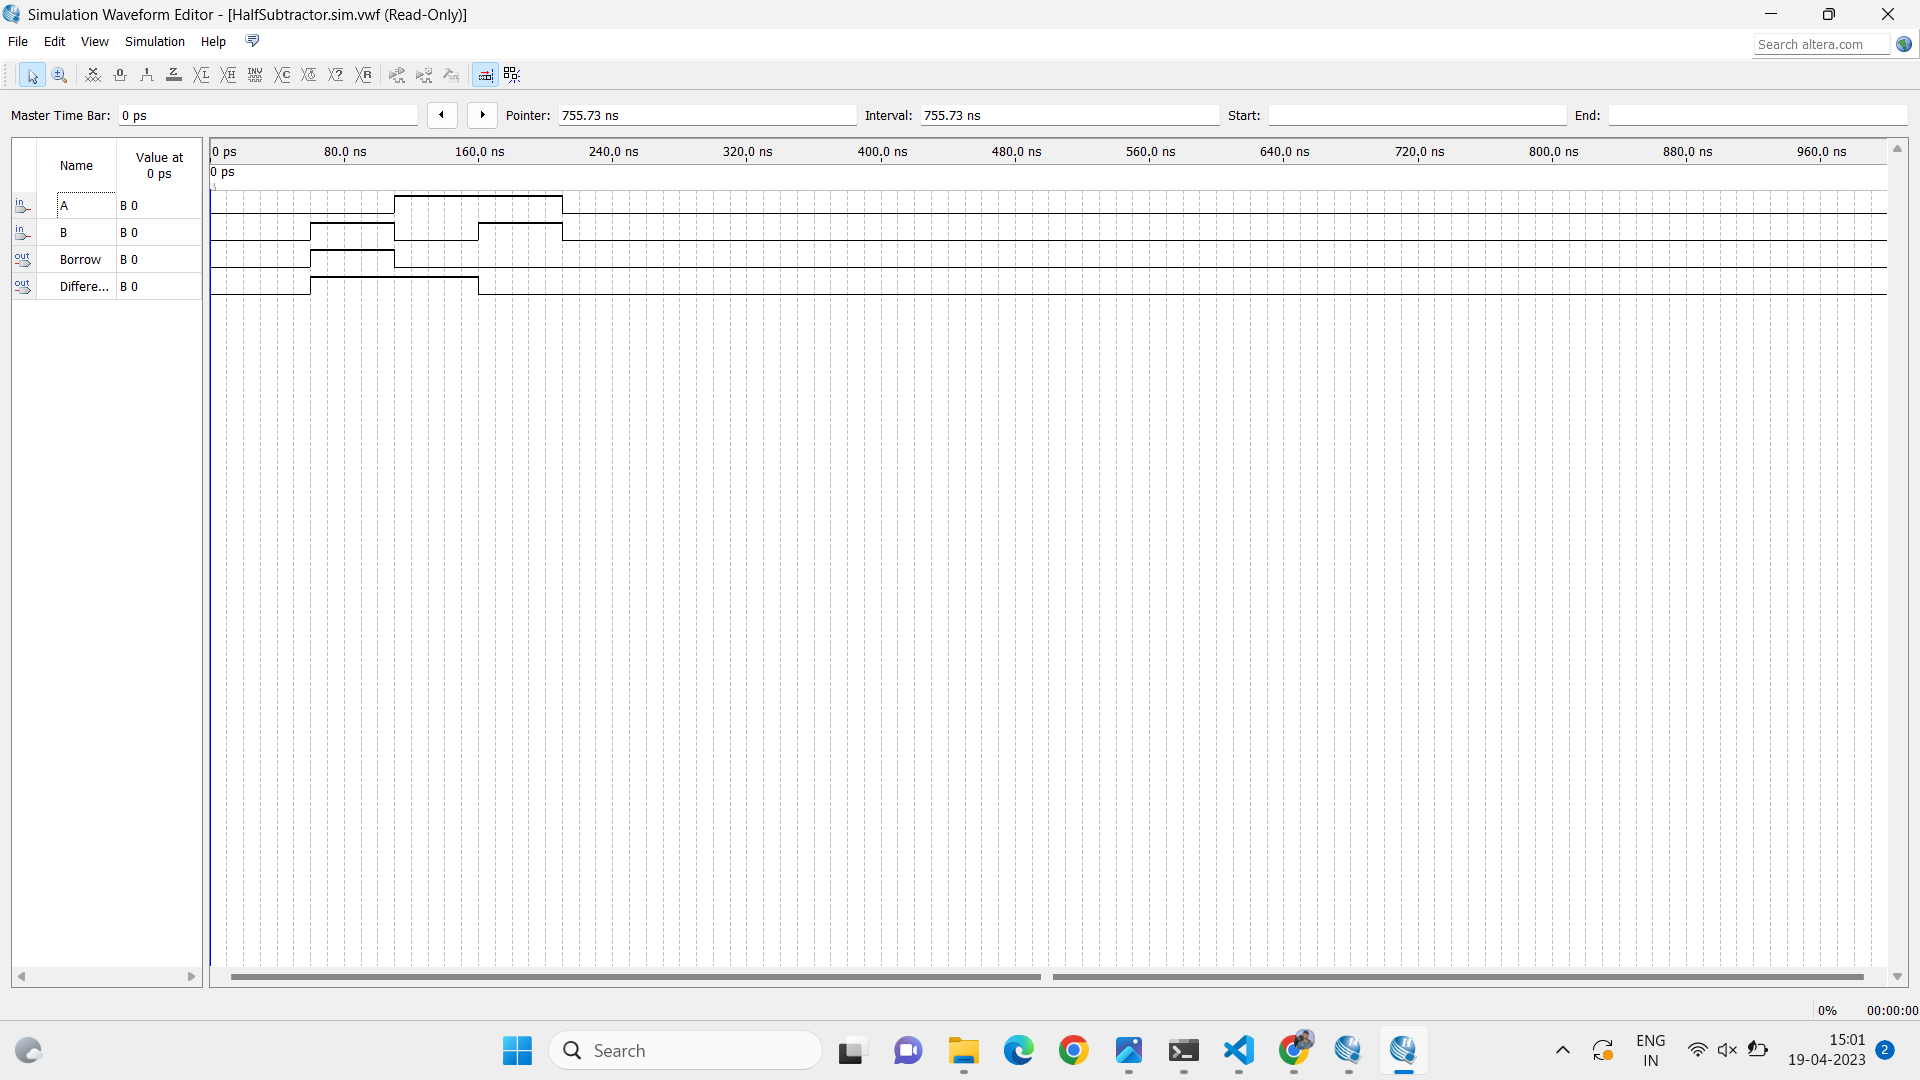 Simulation Waveform Editor - [HalfSubtractor.sim.vwf (Read-Only)]
File Edit View Simulation Help
Search altera.com
Master Time Bar: 0 ps Pointer: 755.73 ns Interval: 755.73 ns Start: End:
Name Value at 0 ps
0 ps 80.0 ns 160.0 ns 240.0 ns 320.0 ns 400.0 ns 480.0 ns 560.0 ns 640.0 ns 720.0 ns 800.0 ns 880.0 ns 960.0 ns
0 ps
in A B 0
in B B 0
out Borrow B 0
out Differe... B 0
0% 00:00:00
Search
ENG
IN
15:01
19-04-2023
2